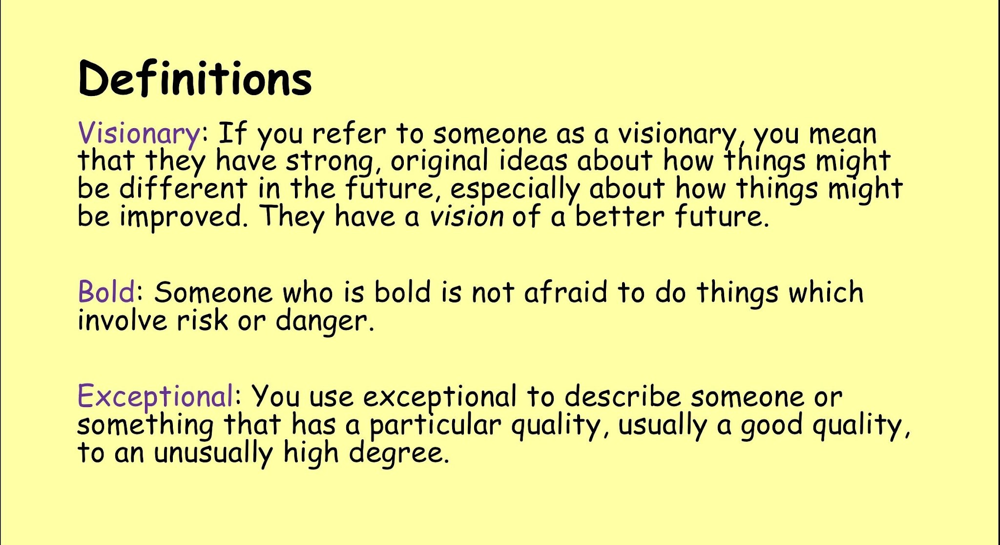 Definitions
Visionary: If you refer to someone as a visionary, you mean
that they have strong, original ideas about how things might
be different in the future, especially about how things might
be improved. They have a vision of a better future.
Bold: Someone who is bold is not afraid to do things which
involve risk or danger.
Exceptional: You use exceptional to describe someone or
something that has a particular quality, usually a good quality,
to an unusually high degree.